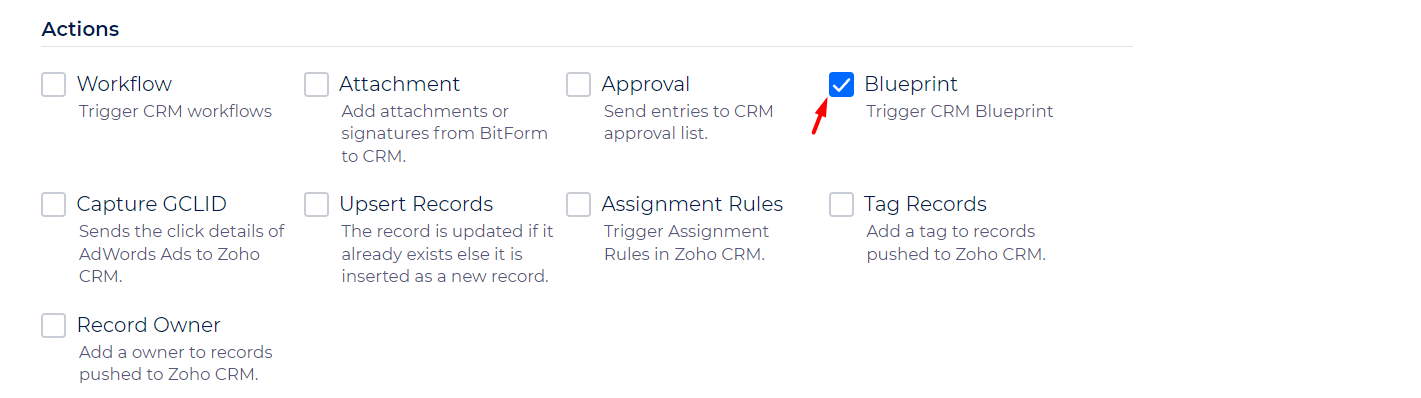 Actions
Workflow
Trigger CRM workflows
Attachment
Add attachments or
signatures from BitForm
to CRM.
Approval
Send entries to CRM
approval list.
Blueprint
Trigger CRM Blueprint
Capture GCLID
Sends the click details of
AdWords Ads to Zoho
CRM.
Upsert Records
The record is updated if it
already exists else it is
inserted as a new record.
Assignment Rules
Trigger Assignment
Rules in Zoho CRM.
Tag Records
Add a tag to records
pushed to Zoho CRM.
Record Owner
Add a owner to records
pushed to Zoho CRM.